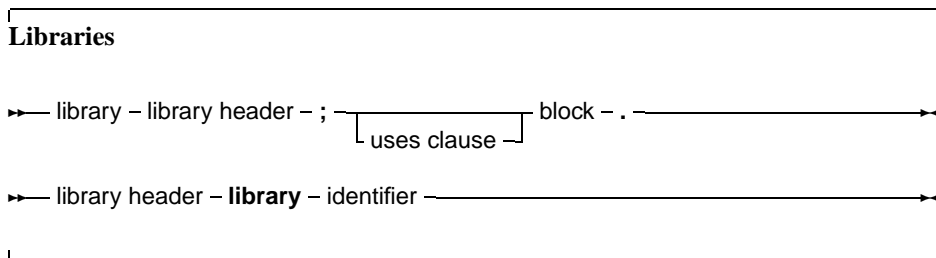 Libraries
library – library header – ; – block – . –
uses clause –
library header – library – identifier –